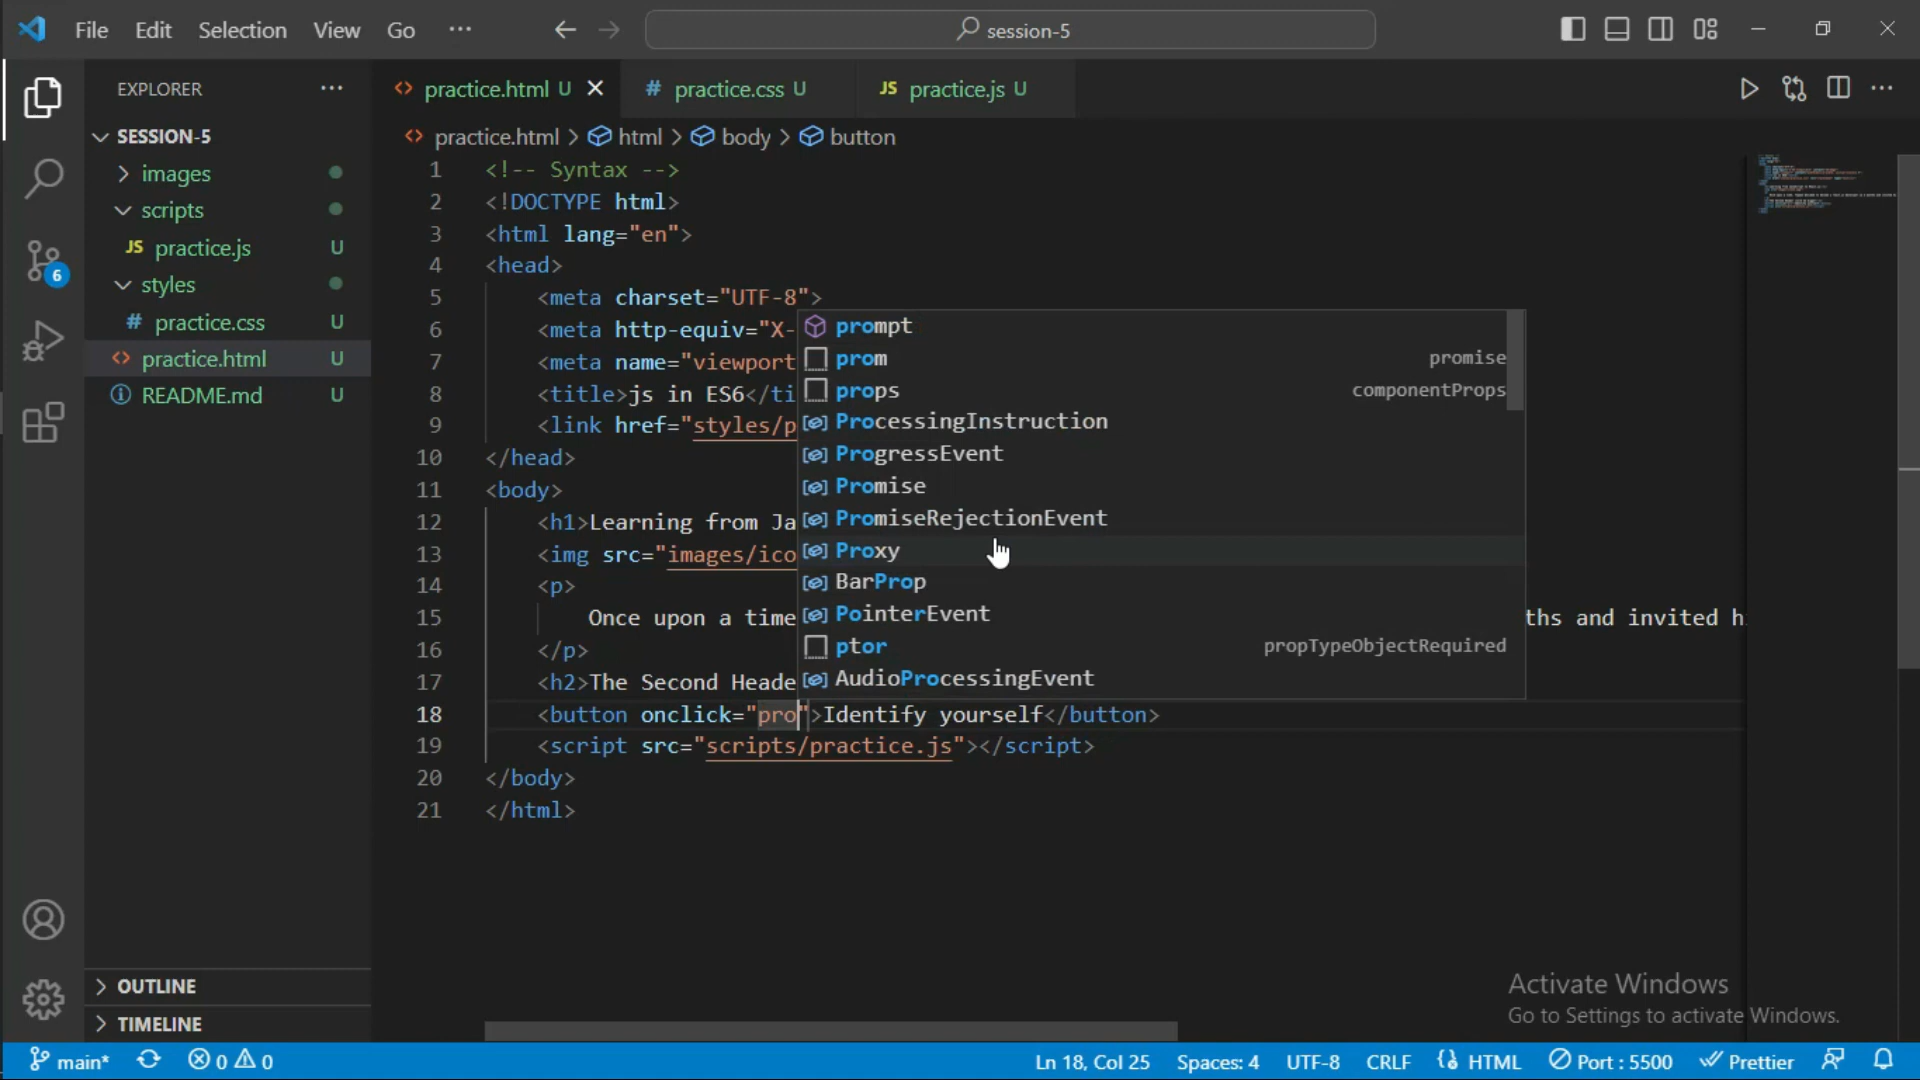 File Edit Selection View Go ··· session-5
EXPLORER ···
SESSION-5
images
scripts
JS practice.js U
styles
# practice.css U
<> practice.html U
README.md U
OUTLINE
TIMELINE
6
<> practice.html U # practice.css U JS practice.js U
<> practice.html > html > body > button
1 <!-- Syntax -->
2 <!DOCTYPE html>
3 <html lang="en">
4 <head>
5 <meta charset="UTF-8">
6 <meta http-equiv="X-
7 <meta name="viewport
8 <title>js in ES6</ti
9 <link href="styles/p
10 </head>
11 <body>
12 <h1>Learning from Ja
13 <img src="images/ico
14 <p>
15 Once upon a time ths and invited h
16 </p>
17 <h2>The Second Heade
18 <button onclick="pro">Identify yourself</button>
19 <script src="scripts/practice.js"></script>
20 </body>
21 </html>
prompt
prom promise
props componentProps
ProcessingInstruction
ProgressEvent
Promise
PromiseRejectionEvent
Proxy
BarProp
PointerEvent
ptor propTypeObjectRequired
AudioProcessingEvent
Activate Windows
Go to Settings to activate Windows.
main* 0 0 Ln 18, Col 25 Spaces: 4 UTF-8 CRLF HTML Port : 5500 Prettier